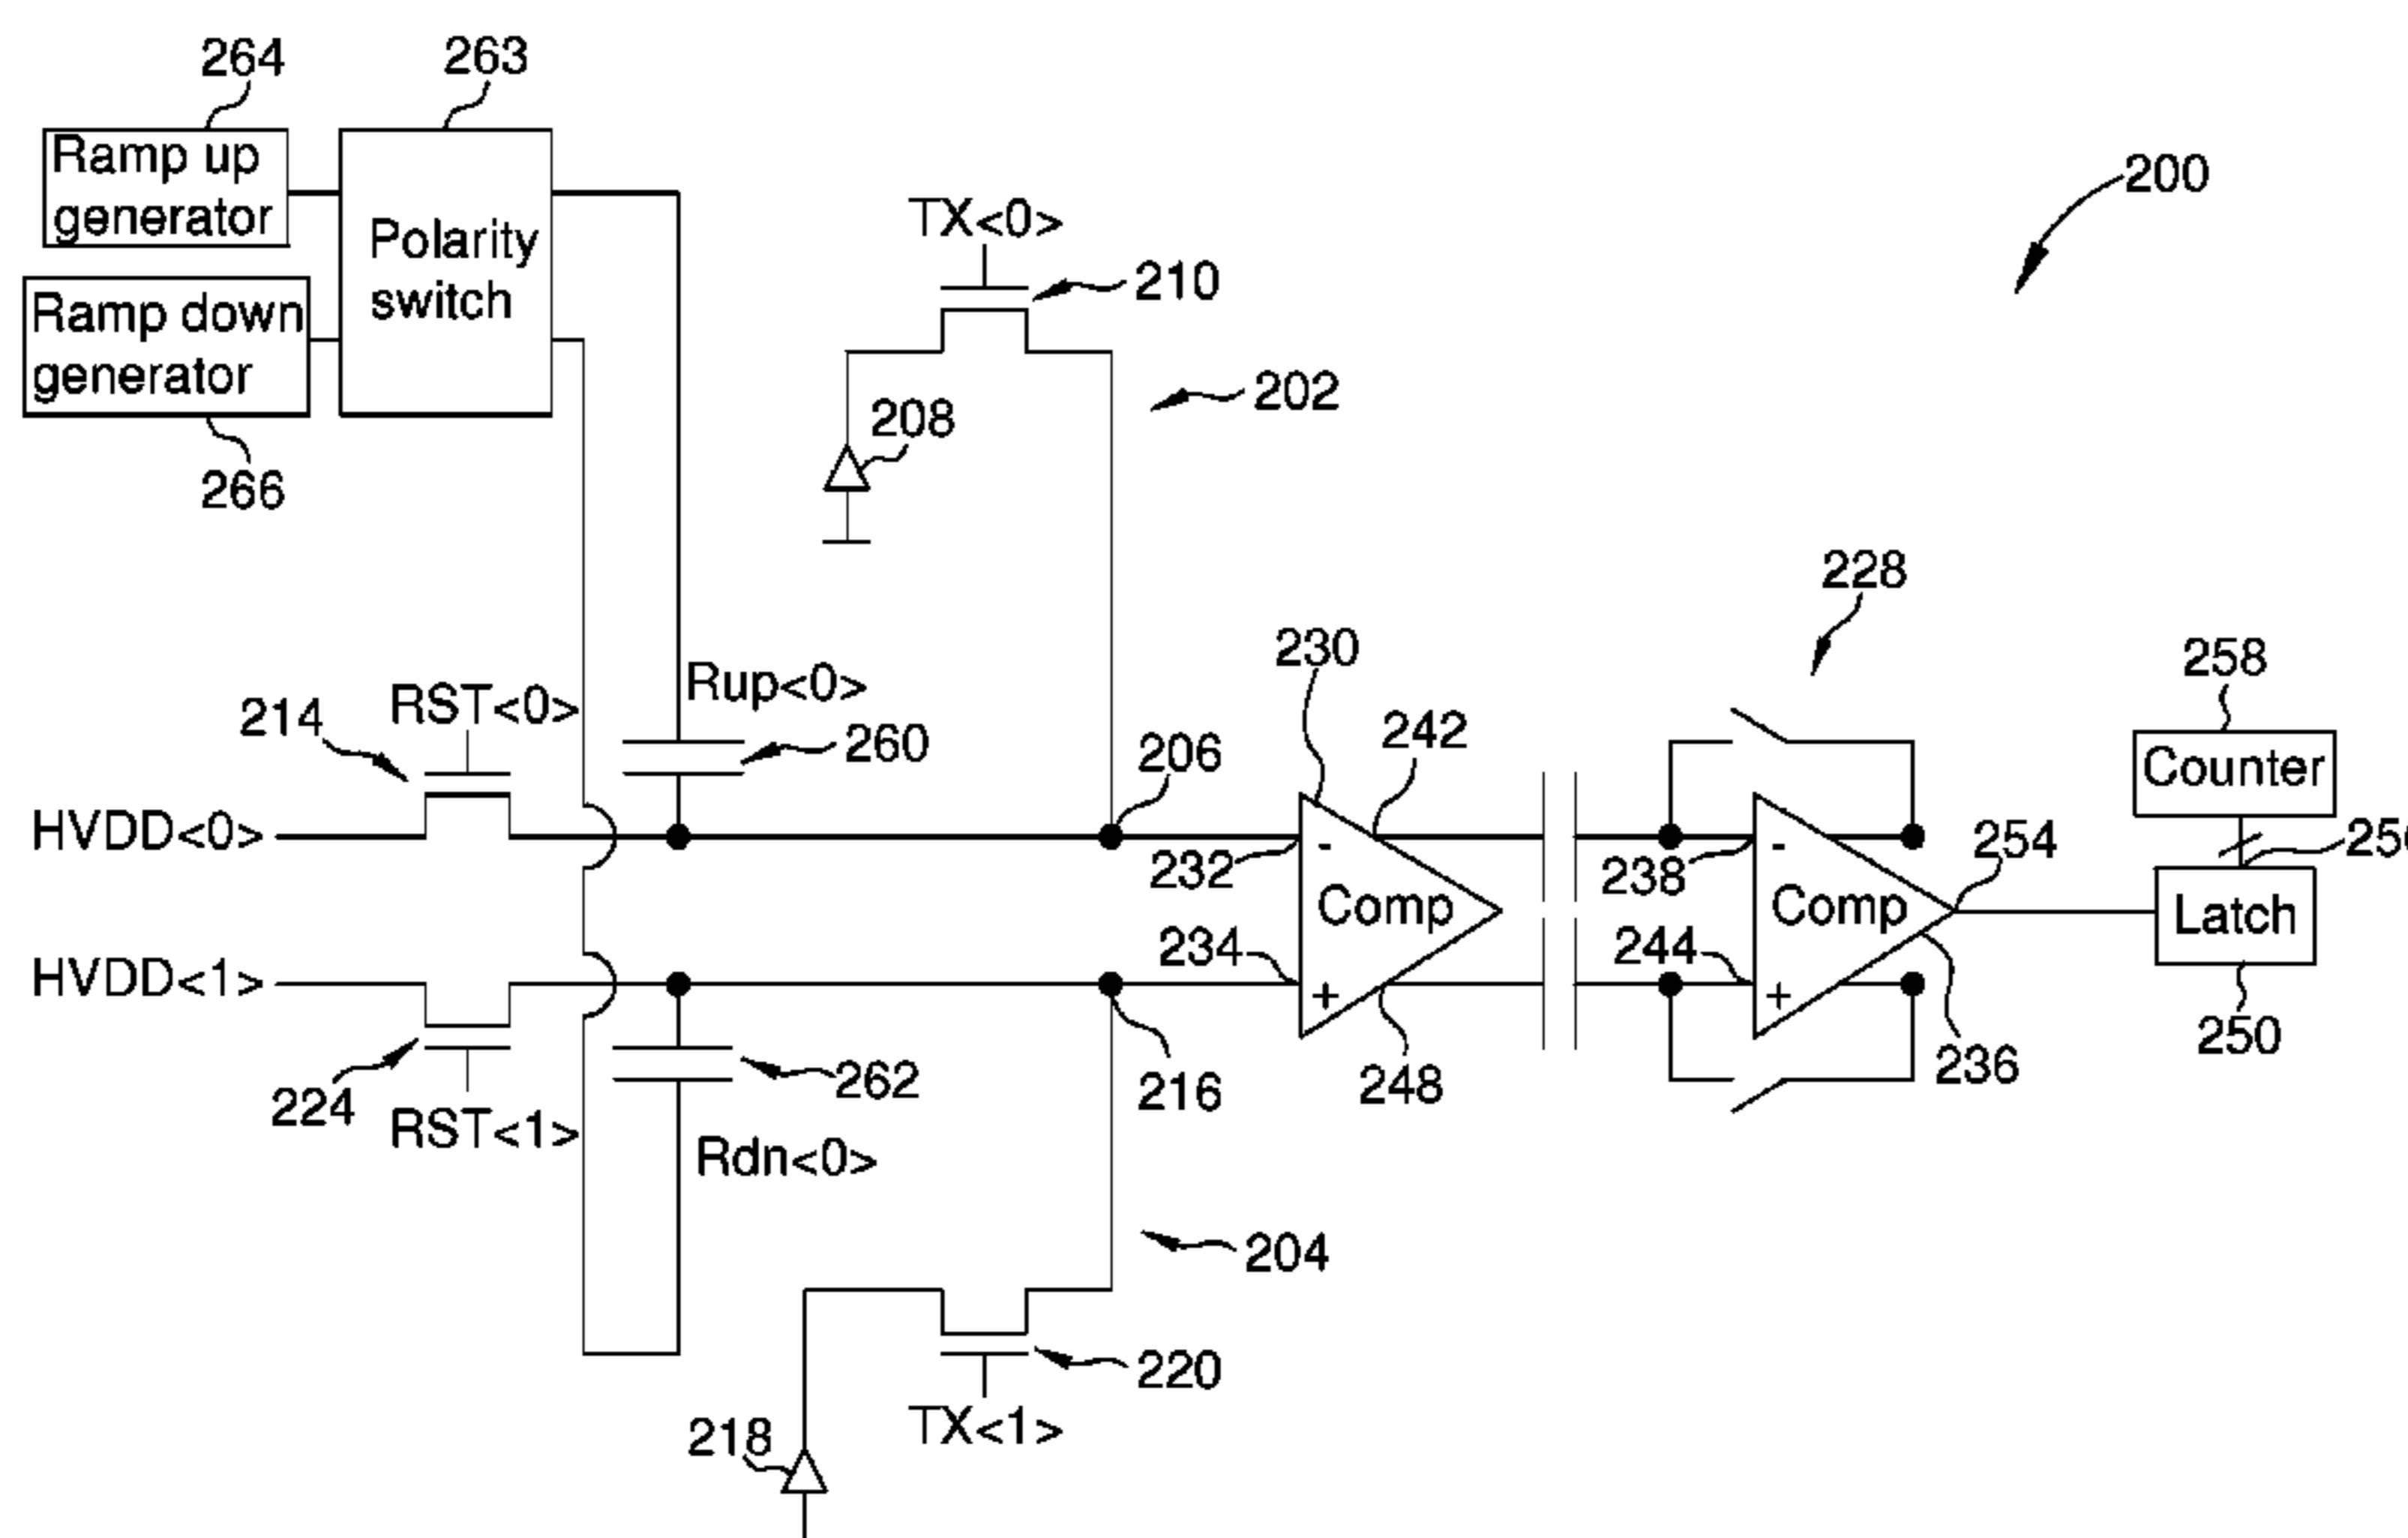 264
263
Ramp up
generator
Polarity
switch
Ramp down
generator
266
TX<0>
210
200
202
208
228
230
258
Rup<0>
RST<0>
214
260
206
242
Counter
HVDD<0>
232
-
Comp
238
-
Comp
254
Latch
HVDD<1>
234
+
244
+
250
224
RST<1>
262
216
248
236
Rdn<0>
204
220
TX<1>
218